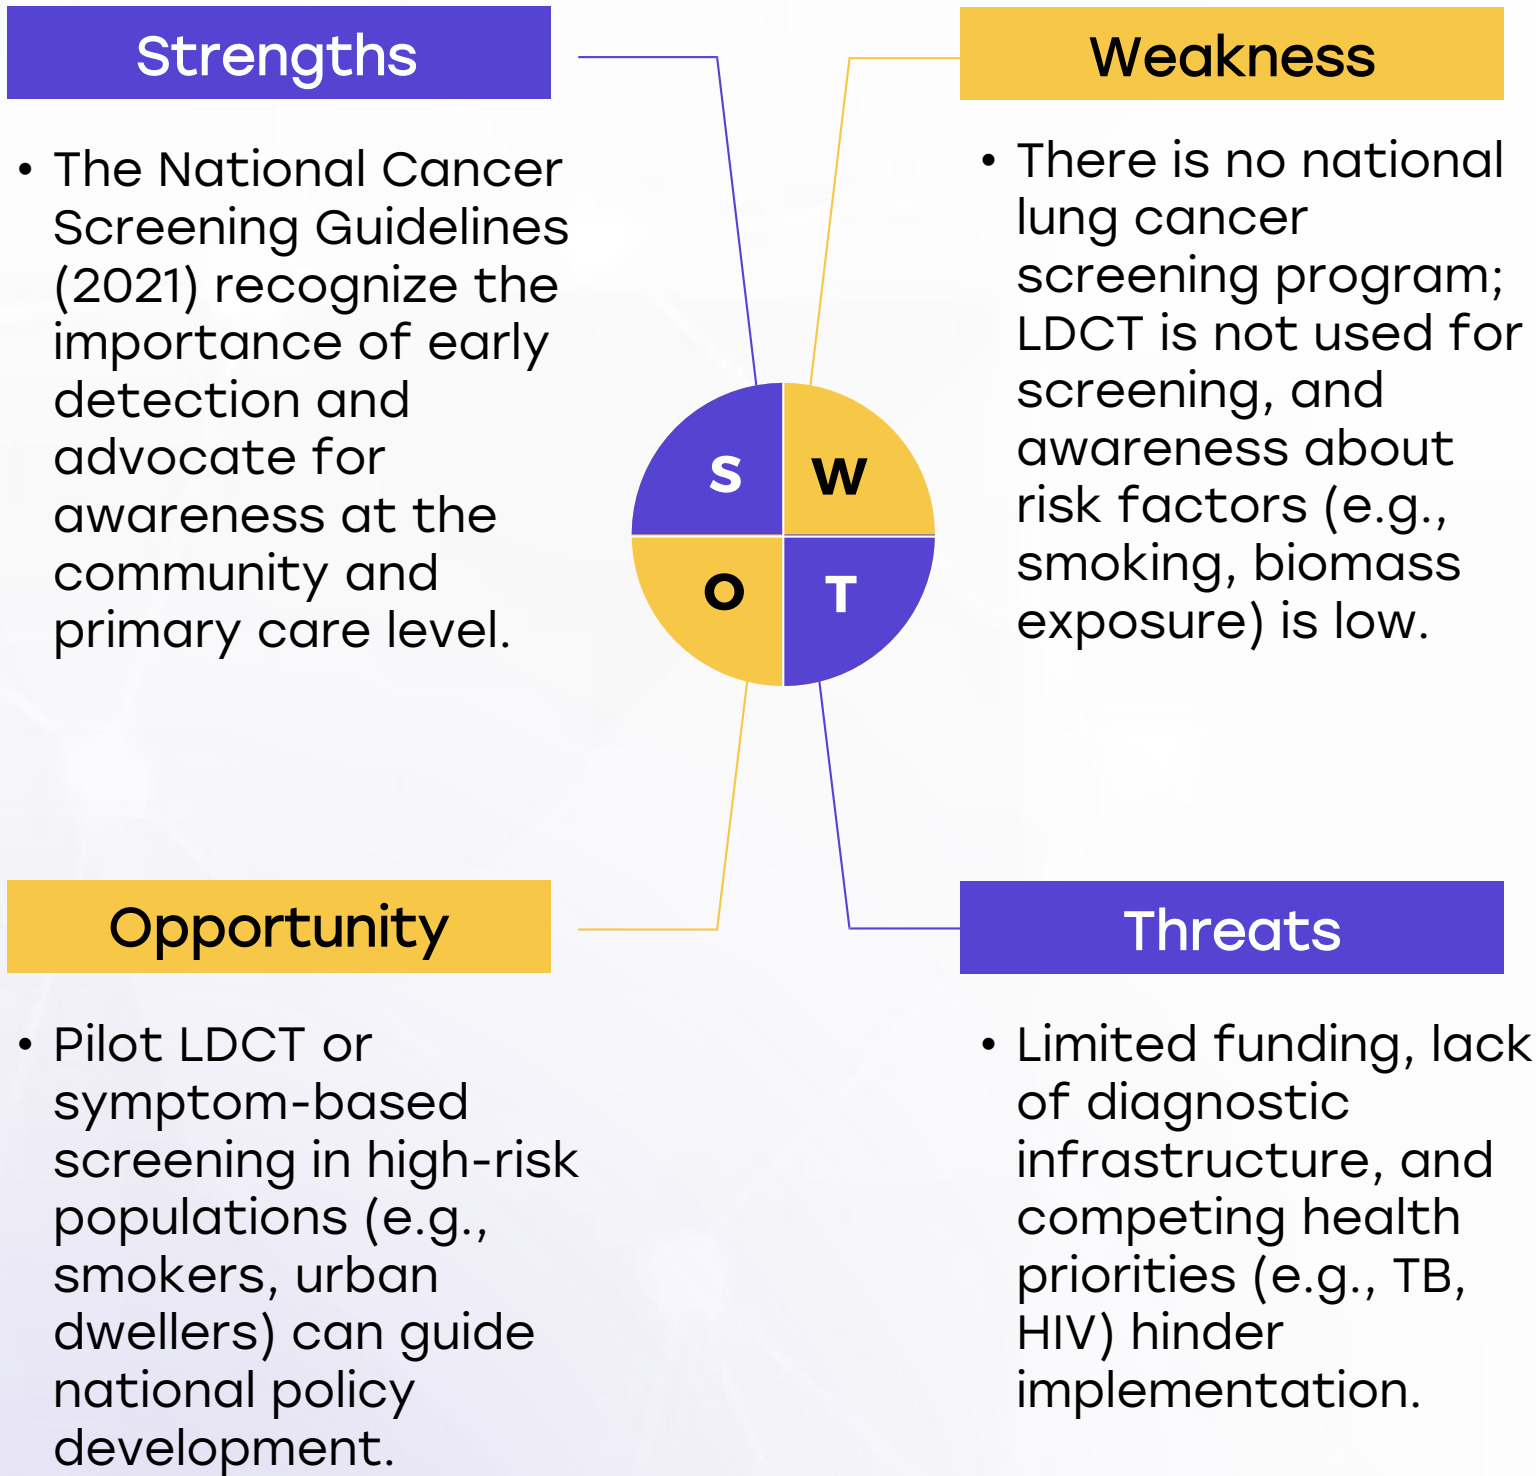 Strengths
• The National Cancer
Screening Guidelines
(2021) recognize the
importance of early
detection and
advocate for
awareness at the
community and
primary care level.
Weakness
• There is no national
lung cancer
screening program;
LDCT is not used for
screening, and
awareness about
risk factors (e.g.,
smoking, biomass
exposure) is low.
S
W
O
T
Opportunity
• Pilot LDCT or
symptom-based
screening in high-risk
populations (e.g.,
smokers, urban
dwellers) can guide
national policy
development.
Threats
• Limited funding, lack
of diagnostic
infrastructure, and
competing health
priorities (e.g., TB,
HIV) hinder
implementation.